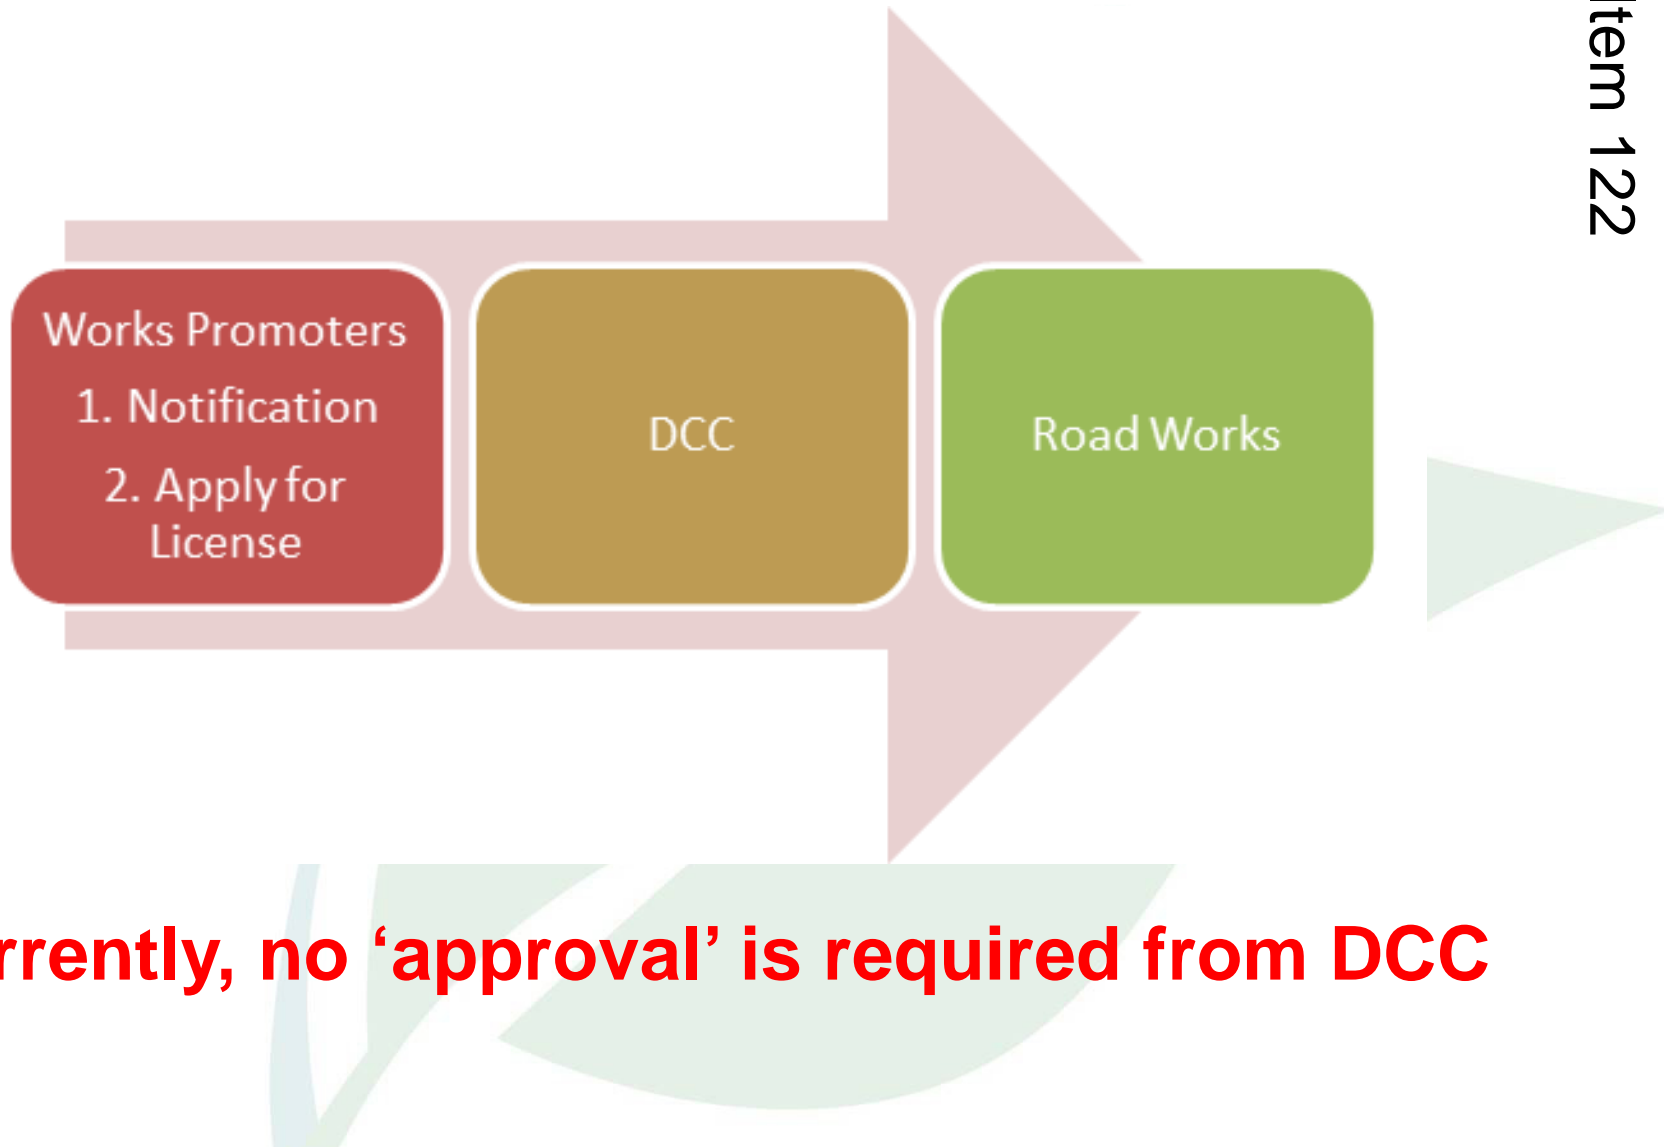 Item 122
Works Promoters
1. Notification
2. Apply for
License
DCC
Road Works
rrently, no ‘approval’ is required from DCC